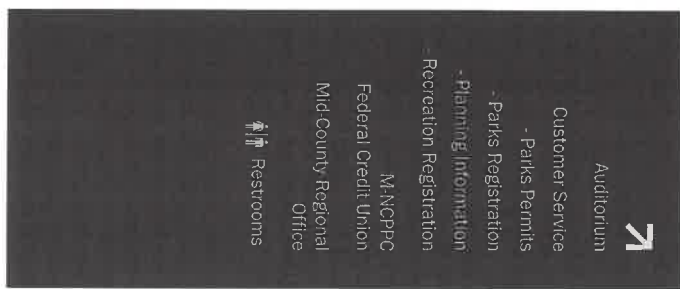 Auditorium
Customer Service
- Parks Permits
- Parks Registration
- Planning Information
- Recreation Registration
M-NCPPC
Federal Credit Union
Mid-County Regional
Office
Restrooms